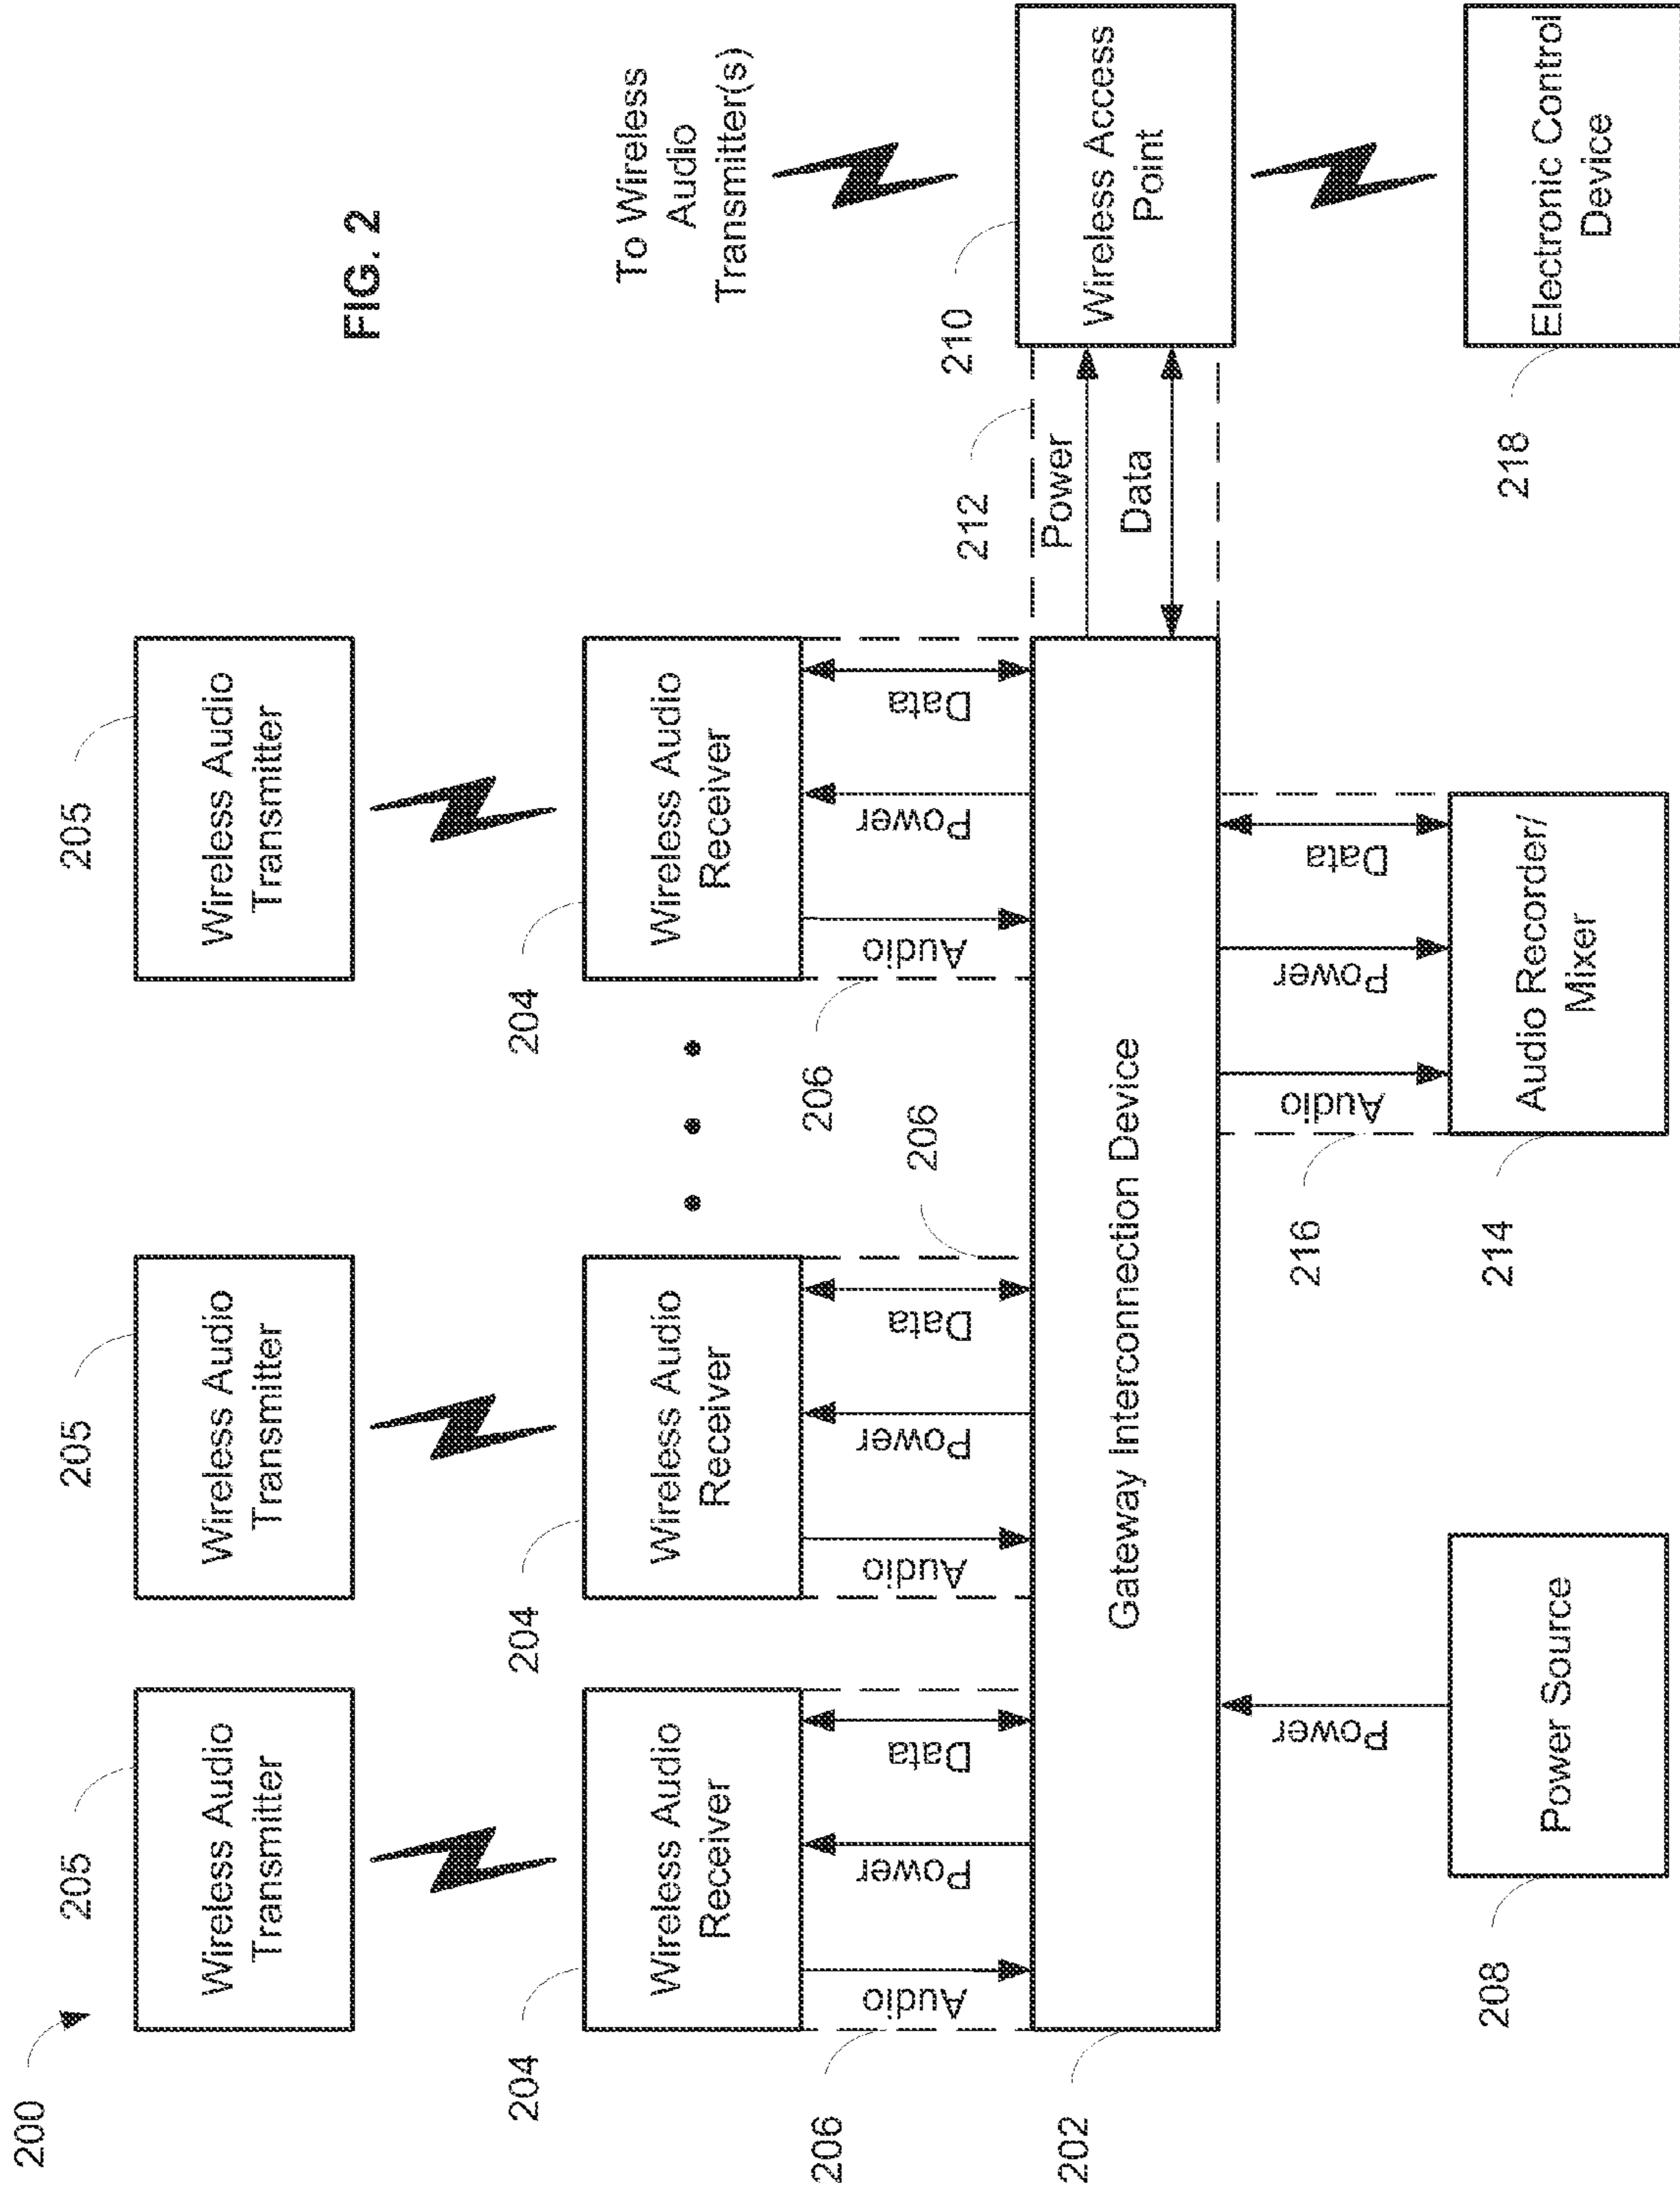 200
FIG. 2
205
205
205
Wireless Audio
Transmitter
Wireless Audio
Transmitter
Wireless Audio
Transmitter
To Wireless
Audio
Transmitter(s)
204
204
204
Wireless Audio
Receiver
Wireless Audio
Receiver
Wireless Audio
Receiver
206
Audio
Power
Data
Audio
Power
Data
206
206
Audio
Power
Data
212
210
202
Gateway Interconnection Device
Power
Data
Wireless Access
Point
Power
216
Audio
Power
Data
208
Power Source
214
Audio Recorder/
Mixer
218
Electronic Control
Device